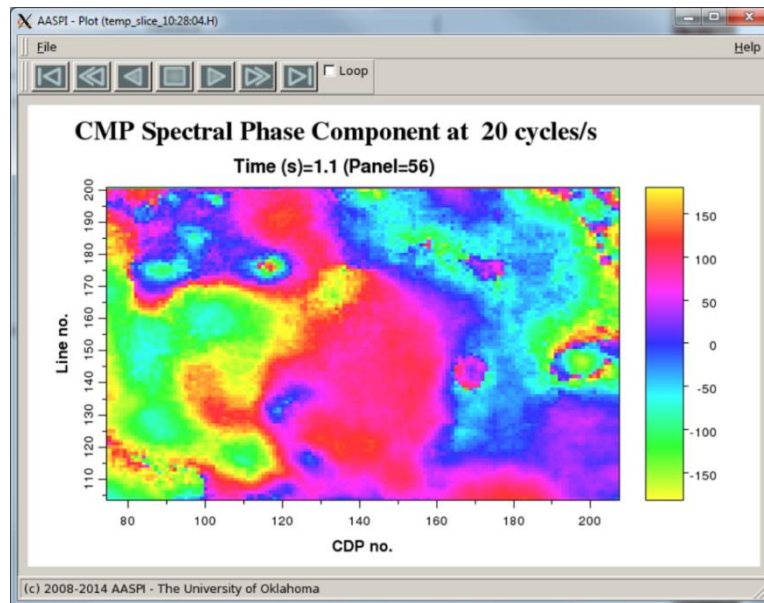 AASPI - Plot (temp_slice_10:28:04.H)
File Help
Loop
CMP Spectral Phase Component at 20 cycles/s
Time (s)=1.1 (Panel=56)
200
190
180
170
160
150
140
130
120
110
Line no.
80 100 120 140 160 180 200
CDP no.
150
100
50
0
-50
-100
-150
(c) 2008-2014 AASPI - The University of Oklahoma